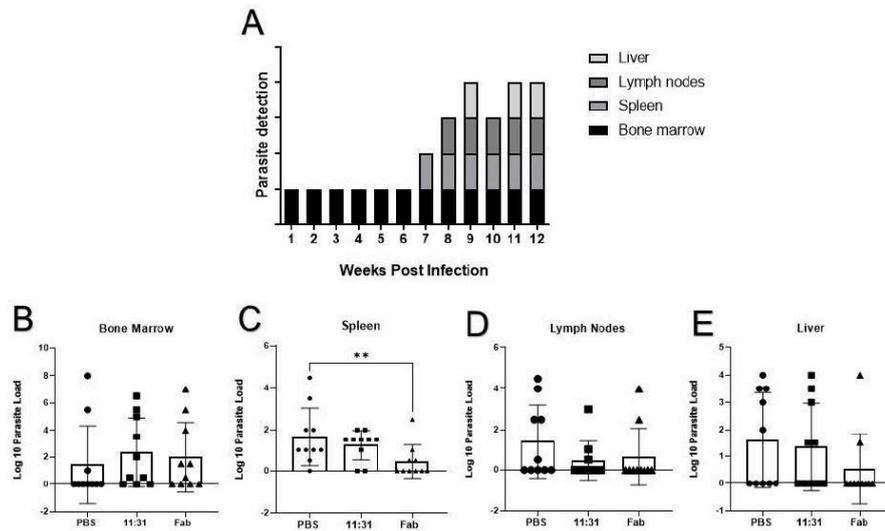 A
Parasite detection
Liver
Lymph nodes
Spleen
Bone marrow
1 2 3 4 5 6 7 8 9 10 11 12
Weeks Post Infection
B
Bone Marrow
Log 10 Parasite Load
10
8
6
4
2
0
-2
PBS 11:31 Fab
C
Spleen
Log 10 Parasite Load
6
4
2
0
-2
**
PBS 11:31 Fab
D
Lymph Nodes
Log 10 Parasite Load
6
4
2
0
-2
PBS 11:31 Fab
E
Liver
Log 10 Parasite Load
5
4
3
2
1
0
-1
PBS 11:31 Fab